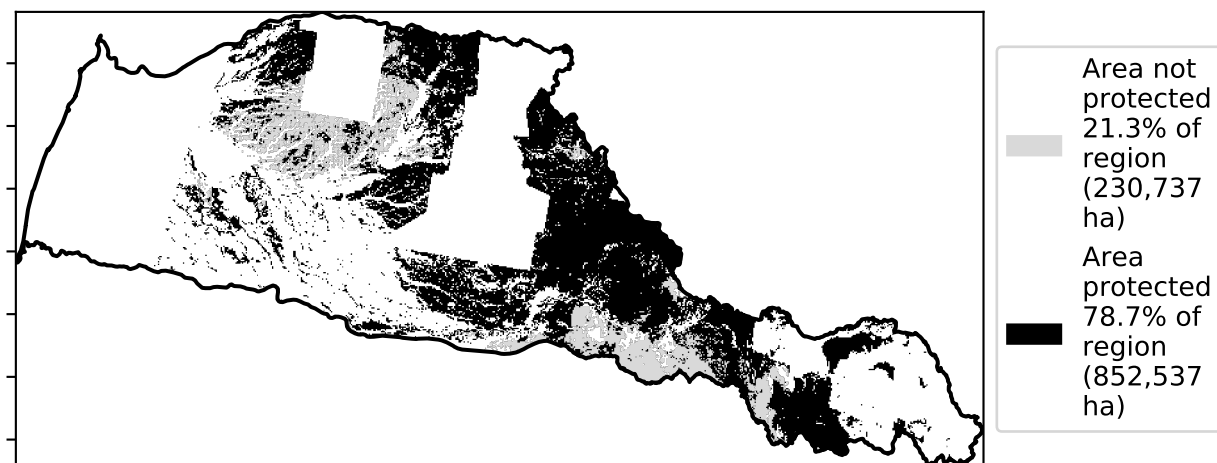 Area not
protected
21.3% of
region
(230,737
ha)
Area
protected
78.7% of
region
(852,537
ha)